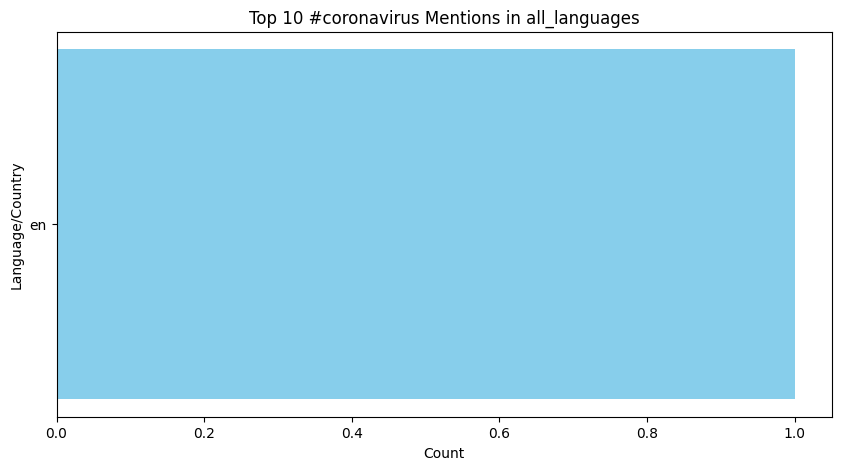 Top 10 #coronavirus Mentions in all_languages
Language/Country
en
0.0 0.2 0.4 0.6 0.8 1.0
Count